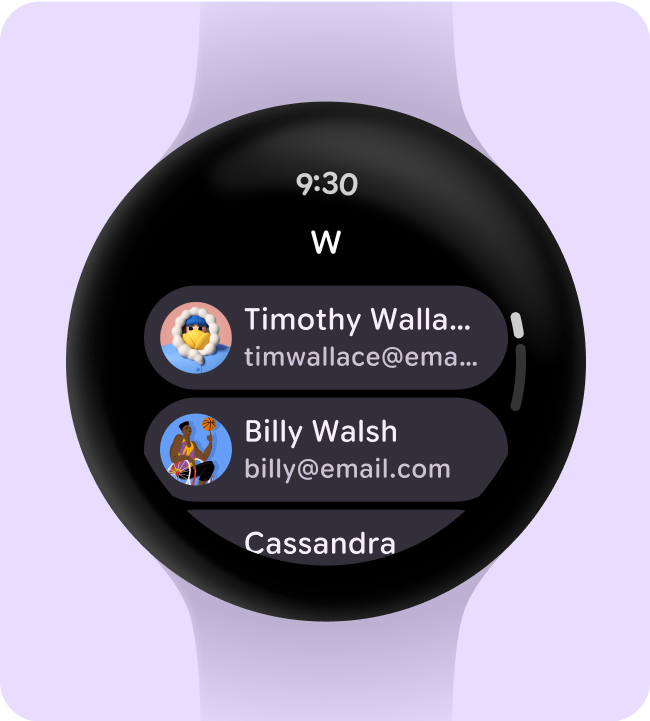 9:30
W
Timothy Walla...
timwallace@ema...
Billy Walsh
billy@email.com
Cassandra